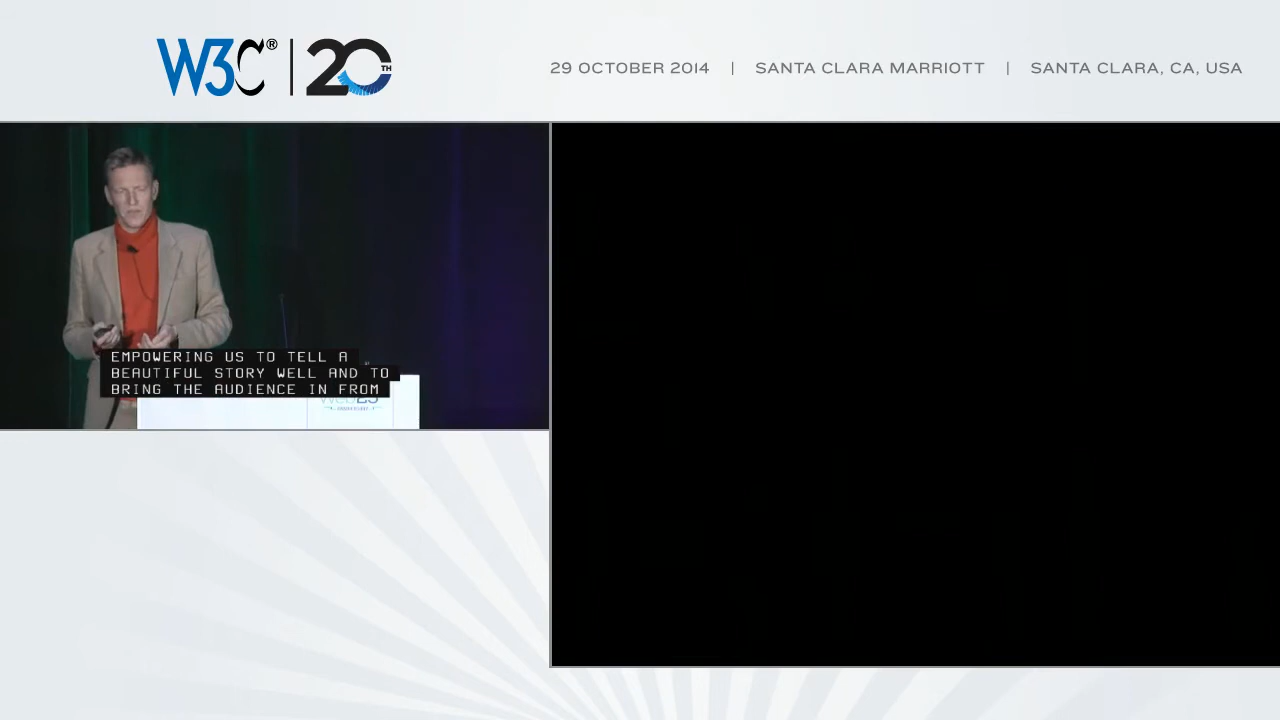 W3C® | 20TH
29 OCTOBER 2014 | SANTA CLARA MARRIOTT | SANTA CLARA, CA, USA
EMPOWERING US TO TELL A
BEAUTIFUL STORY WELL AND TO
BRING THE AUDIENCE IN FROM